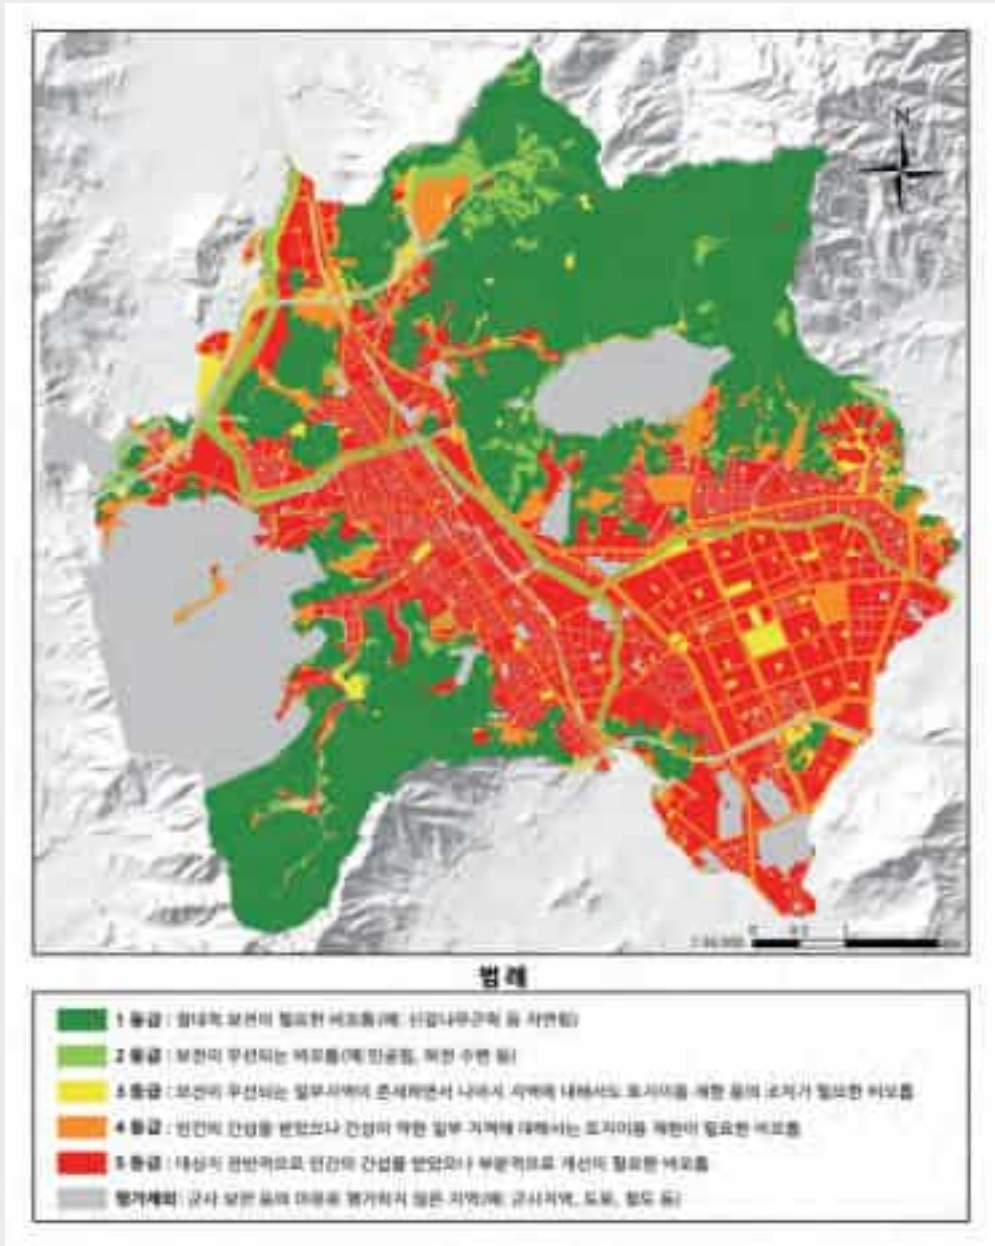 N
범례
1등급 : 절대적 보전이 필요한 비오톱(예: 신갈나무군락 등 자연림)
2등급 : 보전이 우선되는 비오톱(예:인공림, 하천 수변 등)
3등급 : 보전이 우선되는 일부지역이 존재하면서 나머지 지역에 대해서도 토지이용 제한 등의 조치가 필요한 비오톱
4등급 : 인간의 간섭을 받았으나 간섭이 약한 일부 지역에 대해서는 토지이용 제한이 필요한 비오톱
5등급 : 대상지 전반적으로 인간의 간섭을 받았으나 부분적으로 개선이 필요한 비오톱
평가제외: 군사 보안 등의 이유로 평가하지 않은 지역(예: 군사지역, 도로, 철도 등)